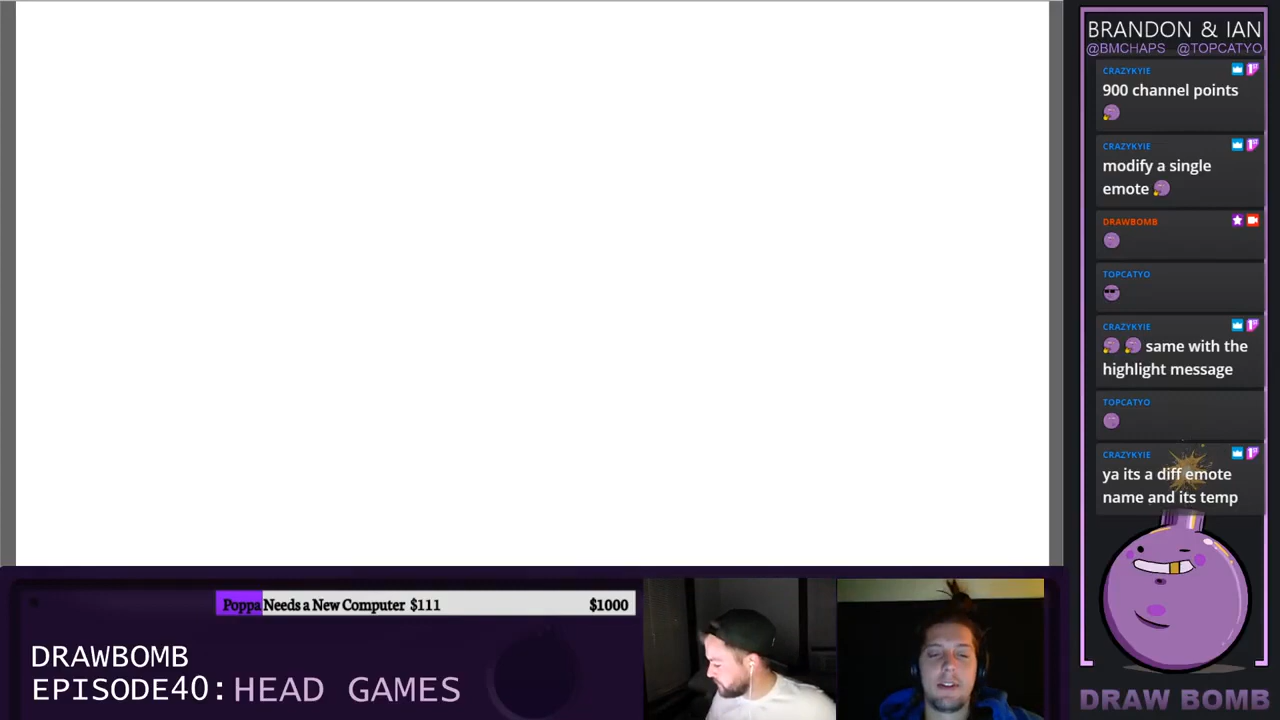 BRANDON & IAN
@BMCHAPS @TOPCATYO
CRAZYKYIE
900 channel points
CRAZYKYIE
modify a single
emote
DRAWBOMB
TOPCATYO
CRAZYKYIE
same with the
highlight message
TOPCATYO
CRAZYKYIE
ya its a diff emote
name and its temp
Poppa Needs a New Computer $111 $1000
DRAWBOMB
EPISODE40: HEAD GAMES
DRAW BOMB